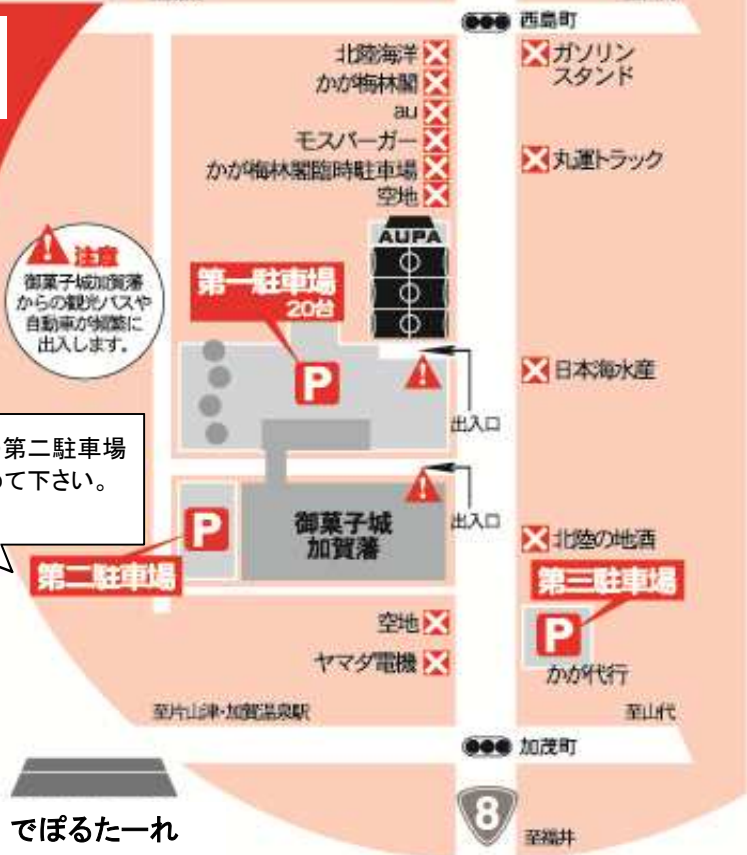 西島町
北陸海洋
かが梅林閣
au
モスバーガー
かが梅林閣臨時駐車場
空地
ガソリン
スタンド
丸運トラック
AUPA
注意
御菓子城加賀藩
からの観光バスや
自動車が頻繁に
出入します。
第一駐車場
20台
P
日本海水産
出入口
第二駐車場
て下さい。
出入口
P
御菓子城
加賀藩
北陸の地酒
第二駐車場
第三駐車場
P
かが代行
空地
ヤマダ電機
至片山津・加賀温泉駅
至山代
加茂町
8
至福井
でぽるたーれ